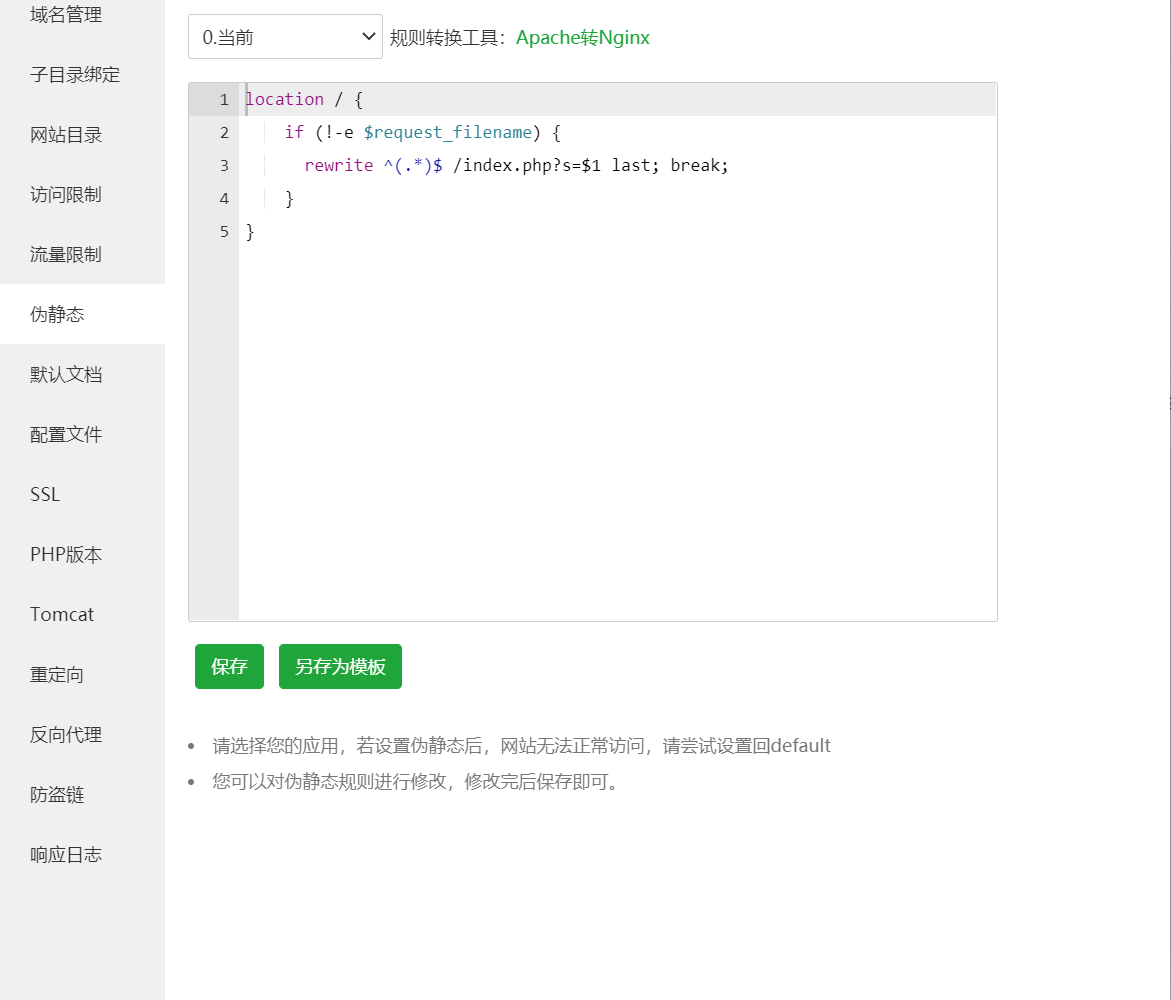 域名管理
子目录绑定
网站目录
访问限制
流量限制
伪静态
默认文档
配置文件
SSL
PHP版本
Tomcat
重定向
反向代理
防盗链
响应日志
0.当前 规则转换工具：Apache转Nginx
1 location / {
2     if (!-e $request_filename) {
3       rewrite ^(.*)$ /index.php?s=$1 last; break;
4     }
5 }
保存 另存为模板
• 请选择您的应用，若设置伪静态后，网站无法正常访问，请尝试设置回default
• 您可以对伪静态规则进行修改，修改完后保存即可。